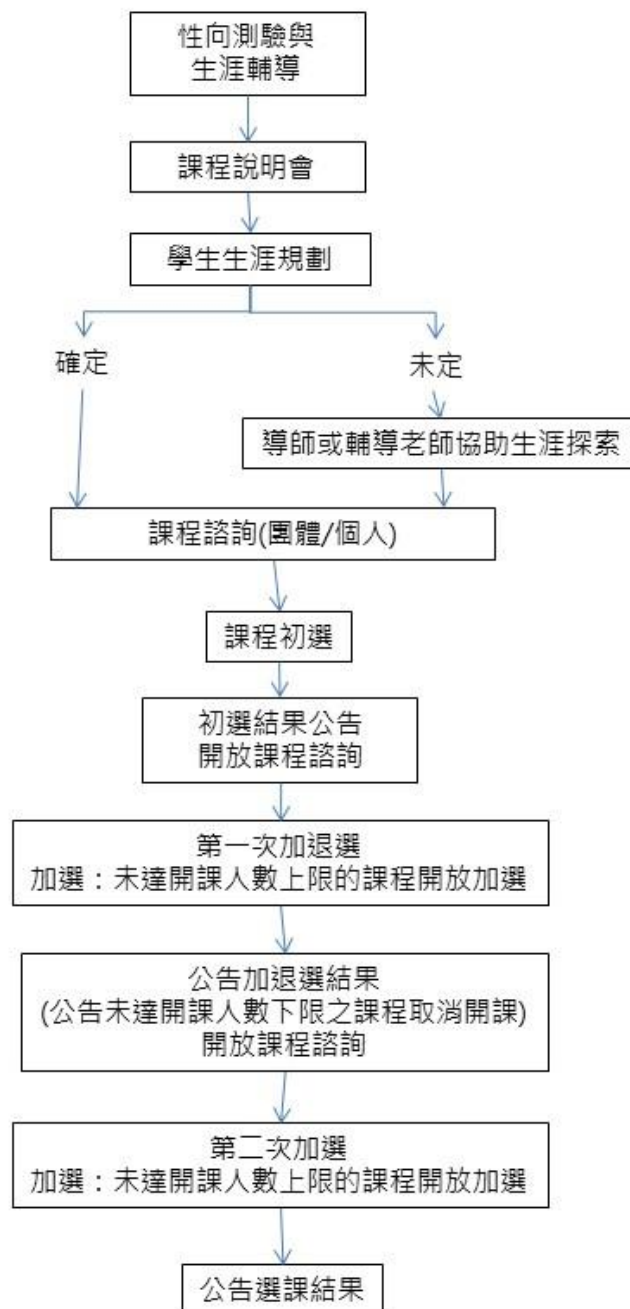 性向測驗與
生涯輔導
課程說明會
學生生涯規劃
確定
未定
導師或輔導老師協助生涯探索
課程諮詢(團體/個人)
課程初選
初選結果公告
開放課程諮詢
第一次加退選
加選：未達開課人數上限的課程開放加選
公告加退選結果
(公告未達開課人數下限之課程取消開課)
開放課程諮詢
第二次加選
加選：未達開課人數上限的課程開放加選
公告選課結果